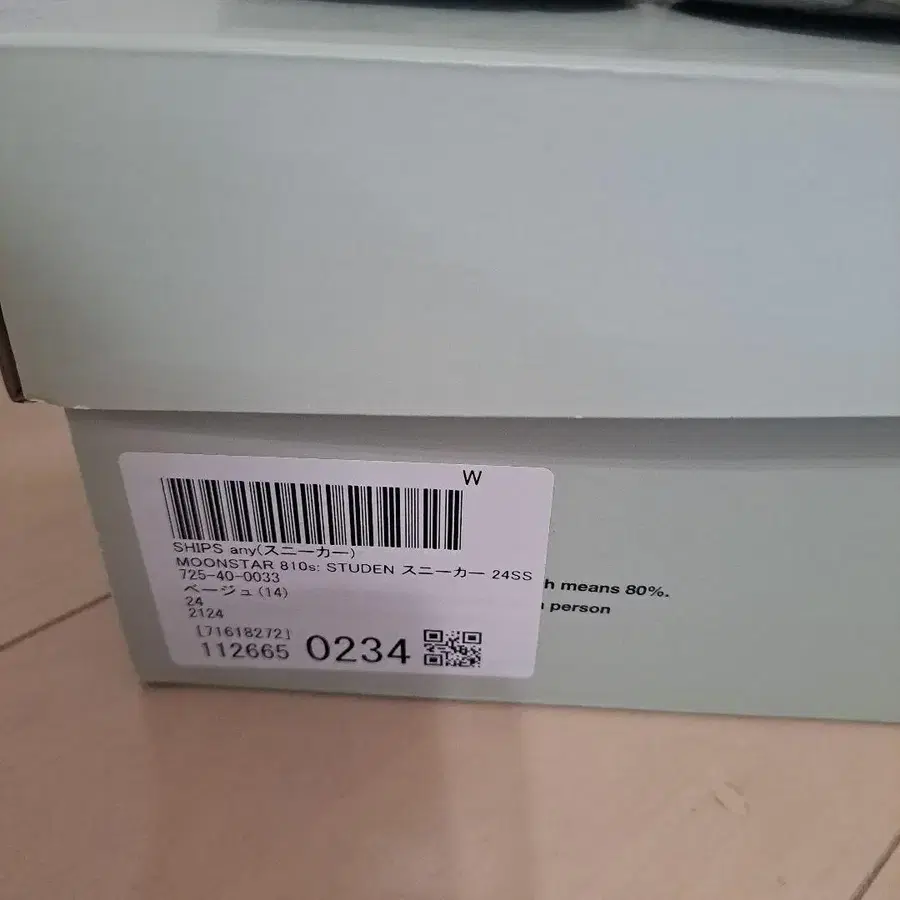 W
SHIPS any(スニーカー)
MOONSTAR 810s: STUDEN スニーカー 24SS
725-40-0033
ベージュ(14)
24
2124
[71618272]
112665 0234
h means 80%.
person